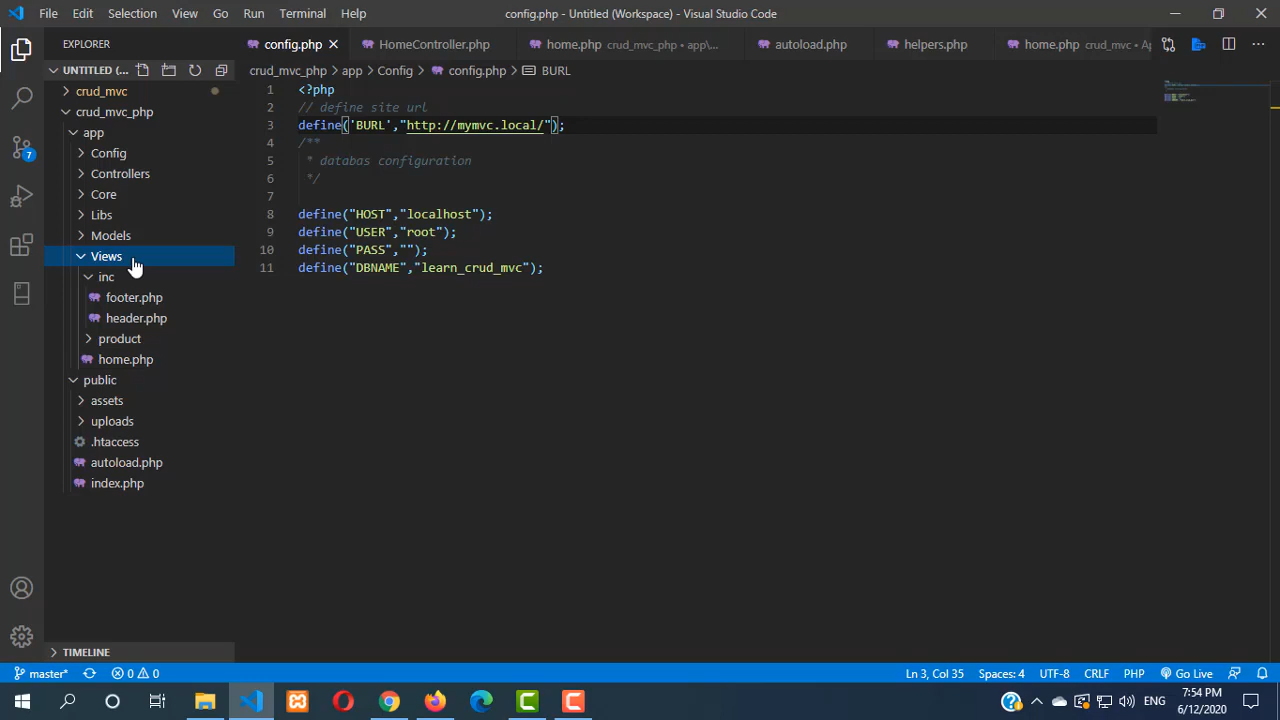 File Edit Selection View Go Run Terminal Help
config.php - Untitled (Workspace) - Visual Studio Code
EXPLORER
config.php
HomeController.php
home.php crud_mvc_php • app\...
autoload.php
helpers.php
home.php crud_mvc • Ap
UNTITLED (...
crud_mvc_php > app > Config > config.php > BURL
crud_mvc
crud_mvc_php
app
Config
Controllers
Core
Libs
Models
Views
inc
footer.php
header.php
product
home.php
public
assets
uploads
.htaccess
autoload.php
index.php
1 <?php
2 // define site url
3 define('BURL',"http://mymvc.local/");
4 /**
5 * databas configuration
6 */
7
8 define("HOST","localhost");
9 define("USER","root");
10 define("PASS","");
11 define("DBNAME","learn_crud_mvc");
7
TIMELINE
master* 0 0
Ln 3, Col 35 Spaces: 4 UTF-8 CRLF PHP Go Live
ENG
7:54 PM
6/12/2020